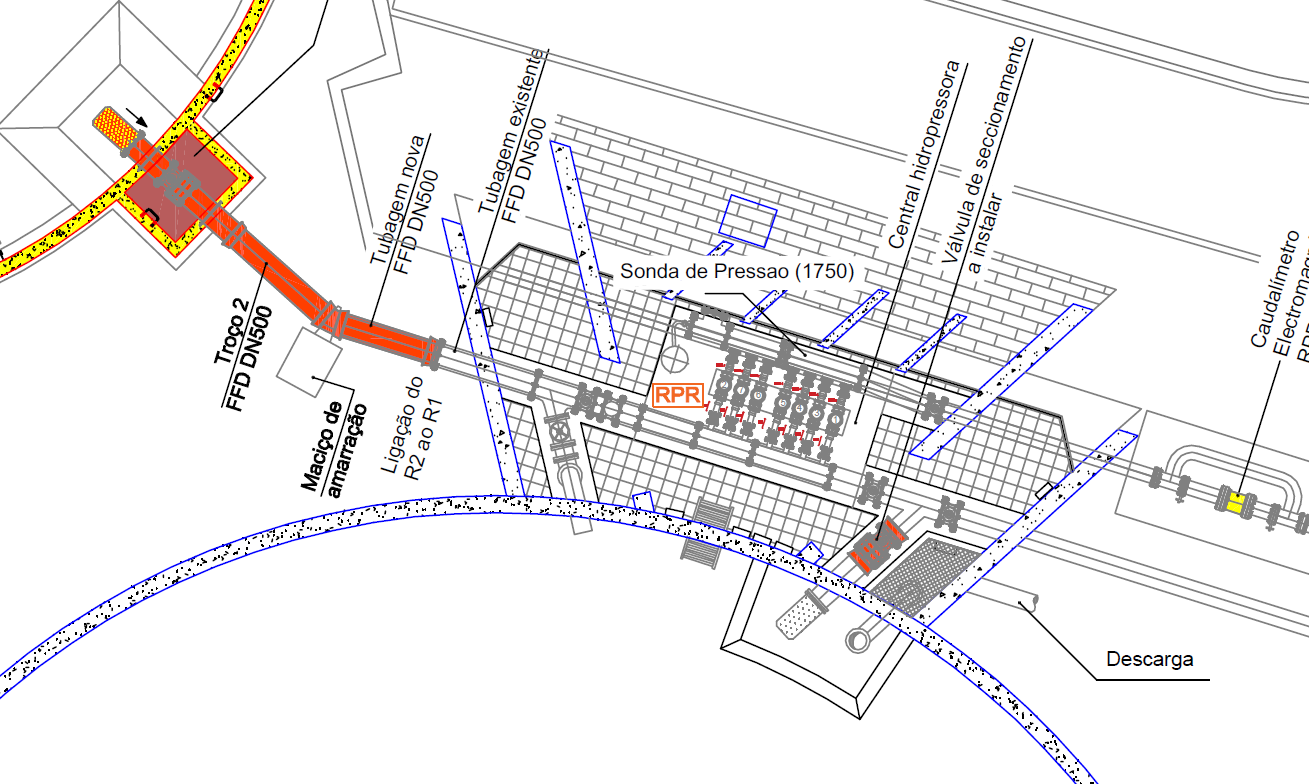 Tubagem existente
FFD DN500
Tubagem nova
FFD DN500
Central hidropressora
Válvula de seccionamento
a instalar
Sonda de Pressao (1750)
Caudalímetro
RPR
Troço 2
FFD DN500
Maciço de
amarração
Ligação do
R2 ao R1
Descarga